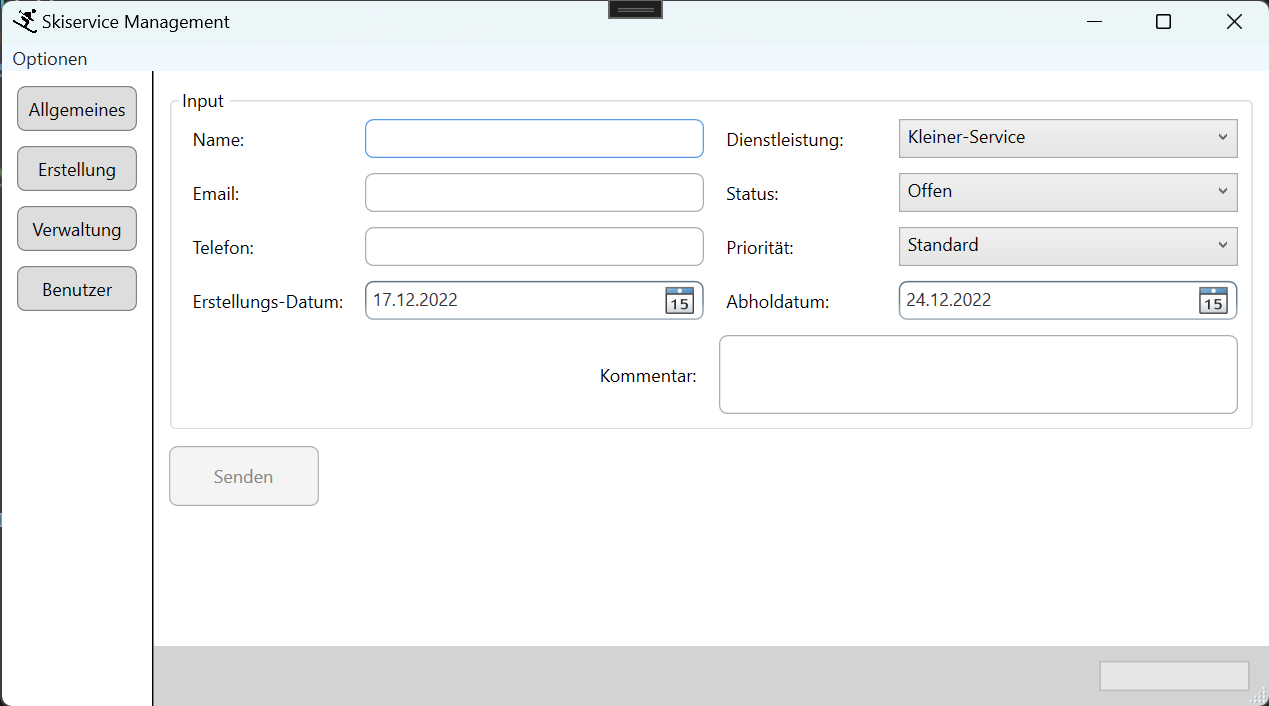 Skiservice Management
Optionen
Allgemeines
Erstellung
Verwaltung
Benutzer
Input
Name:
Dienstleistung: Kleiner-Service
Email:
Status: Offen
Telefon:
Priorität: Standard
Erstellungs-Datum: 17.12.2022 15
Abholdatum: 24.12.2022 15
Kommentar:
Senden